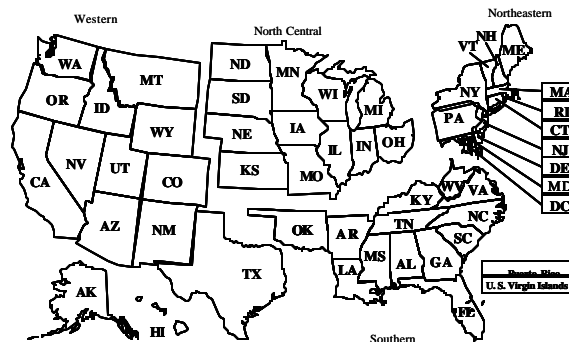 Western
North Central
Northeastern
WA
MT
ND
MN
VT
NH
ME
OR
ID
SD
WI
MI
NY
MA
WY
NE
IA
PA
RI
CT
NV
UT
CO
KS
IL
IN
OH
NJ
CA
MO
DE
MD
DC
AZ
NM
OK
AR
KY
WV
VA
TN
NC
TX
LA
MS
AL
GA
SC
AK
HI
FL
Puerto Rico
U. S. Virgin Islands
Southern